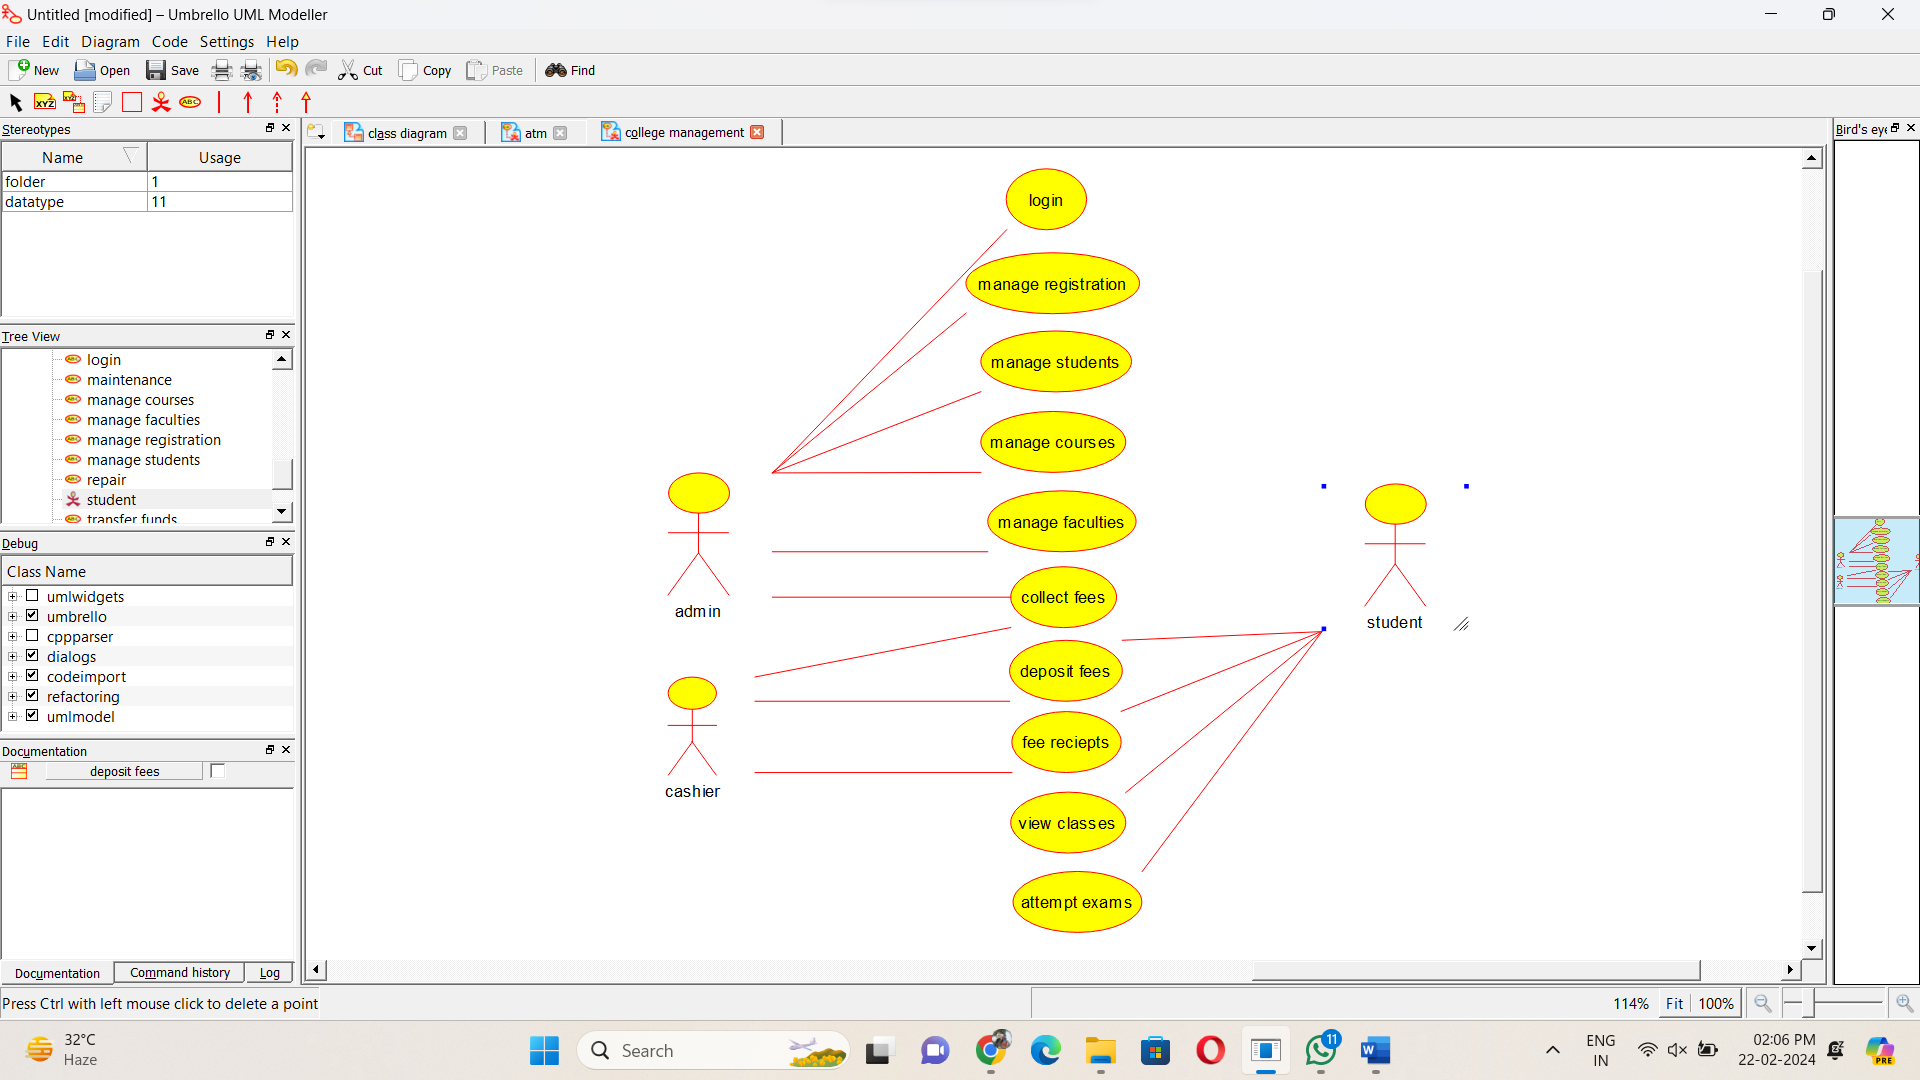 Untitled [modified] – Umbrello UML Modeller
File Edit Diagram Code Settings Help
New Open Save Cut Copy Paste Find
XYZ XYZ ABC
Stereotypes
Name Usage
folder 1
datatype 11
Tree View
login
maintenance
manage courses
manage faculties
manage registration
manage students
repair
student
transfer funds
Debug
Class Name
umlwidgets
umbrello
cppparser
dialogs
codeimport
refactoring
umlmodel
Documentation
deposit fees
Documentation Command history Log
class diagram atm college management
login
manage registration
manage students
manage courses
manage faculties
collect fees
deposit fees
fee reciepts
view classes
attempt exams
admin
cashier
student
Bird's eye
Press Ctrl with left mouse click to delete a point
114% Fit 100%
32°C
Haze
Search
11
ENG
IN
02:06 PM
22-02-2024
PRE